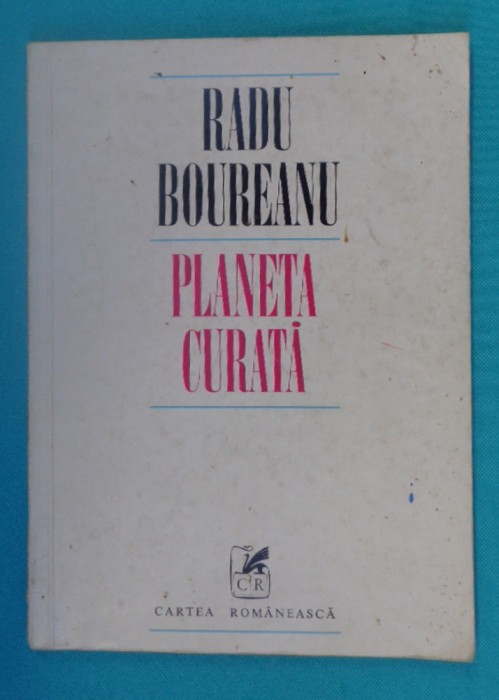 RADU
BOUREANU
PLANETA
CURATĂ
CR
CARTEA ROMÂNEASCĂ